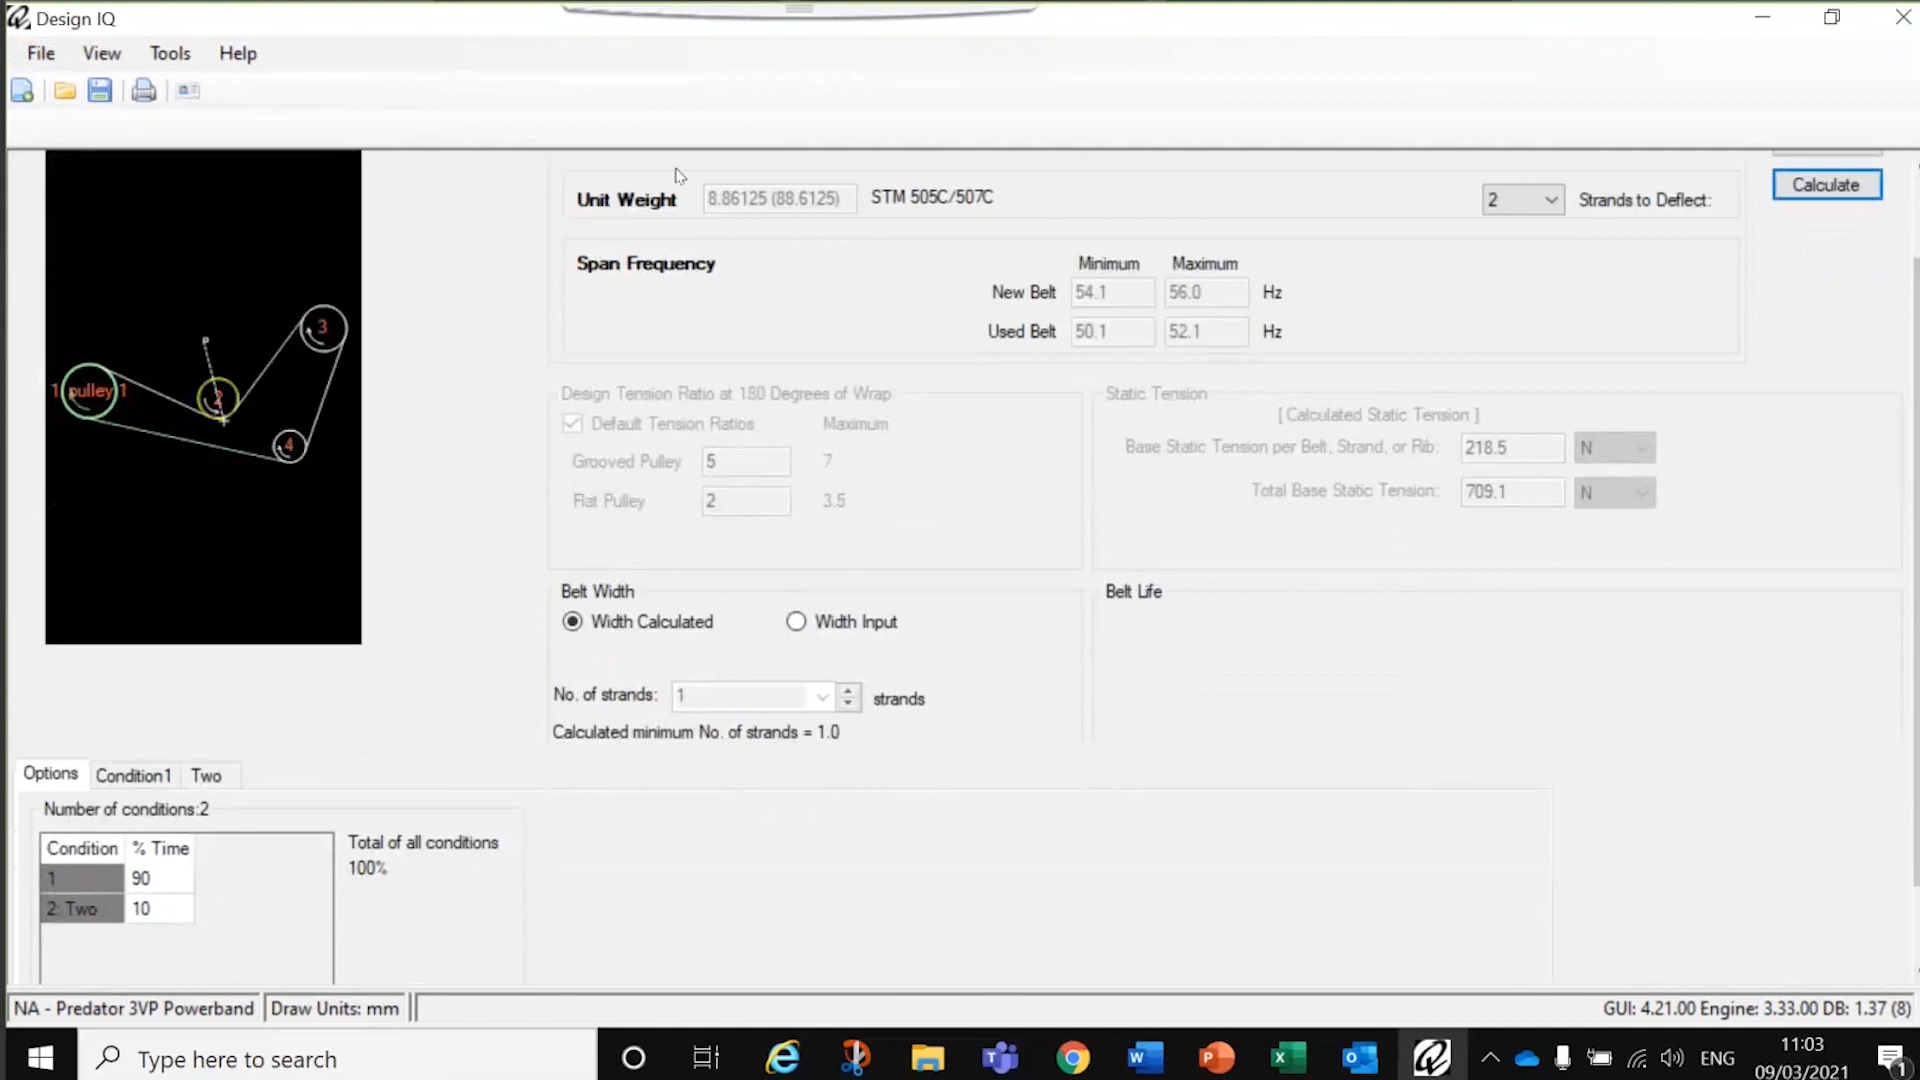 Design IQ
File View Tools Help
Unit Weight 8.86125 (88.6125) STM 505C/507C 2 Strands to Deflect: Calculate
Span Frequency Minimum Maximum
New Belt 54.1 56.0 Hz
Used Belt 50.1 52.1 Hz
3
1 pulley 1
2
4
Design Tension Ratio at 180 Degrees of Wrap
Default Tension Ratios Maximum
Grooved Pulley 5 7
Flat Pulley 2 3.5
Static Tension
[ Calculated Static Tension ]
Base Static Tension per Belt, Strand, or Rib: 218.5 N
Total Base Static Tension: 709.1 N
Belt Width
Width Calculated Width Input
No. of strands: 1 strands
Calculated minimum No. of strands = 1.0
Belt Life
Options Condition1 Two
Number of conditions:2
Condition % Time
1 90
2: Two 10
Total of all conditions
100%
NA - Predator 3VP Powerband Draw Units: mm GUI: 4.21.00 Engine: 3.33.00 DB: 1.37 (8)
Type here to search
ENG
11:03
09/03/2021
1